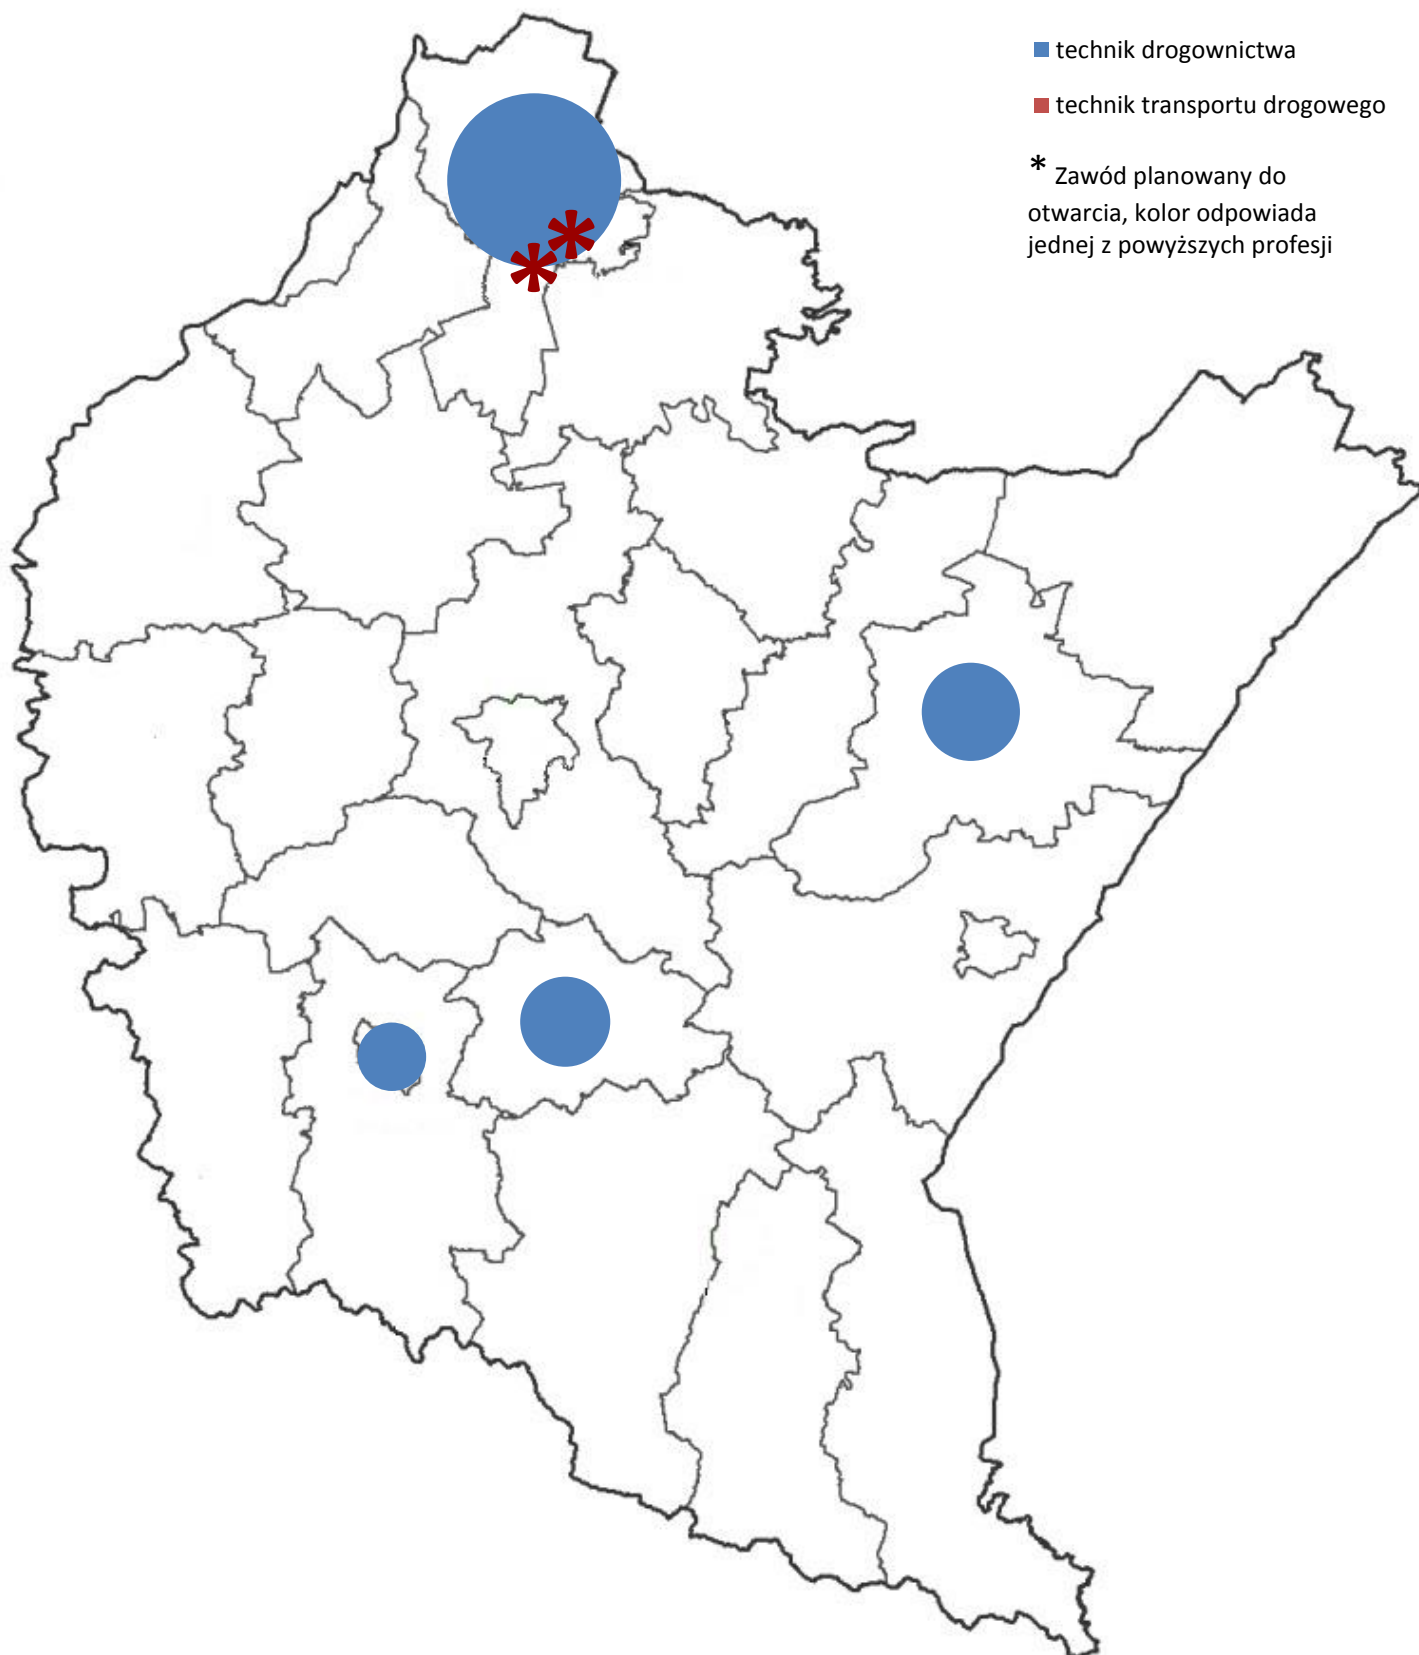 technik drogownictwa
technik transportu drogowego
* Zawód planowany do
otwarcia, kolor odpowiada
jednej z powyższych profesji